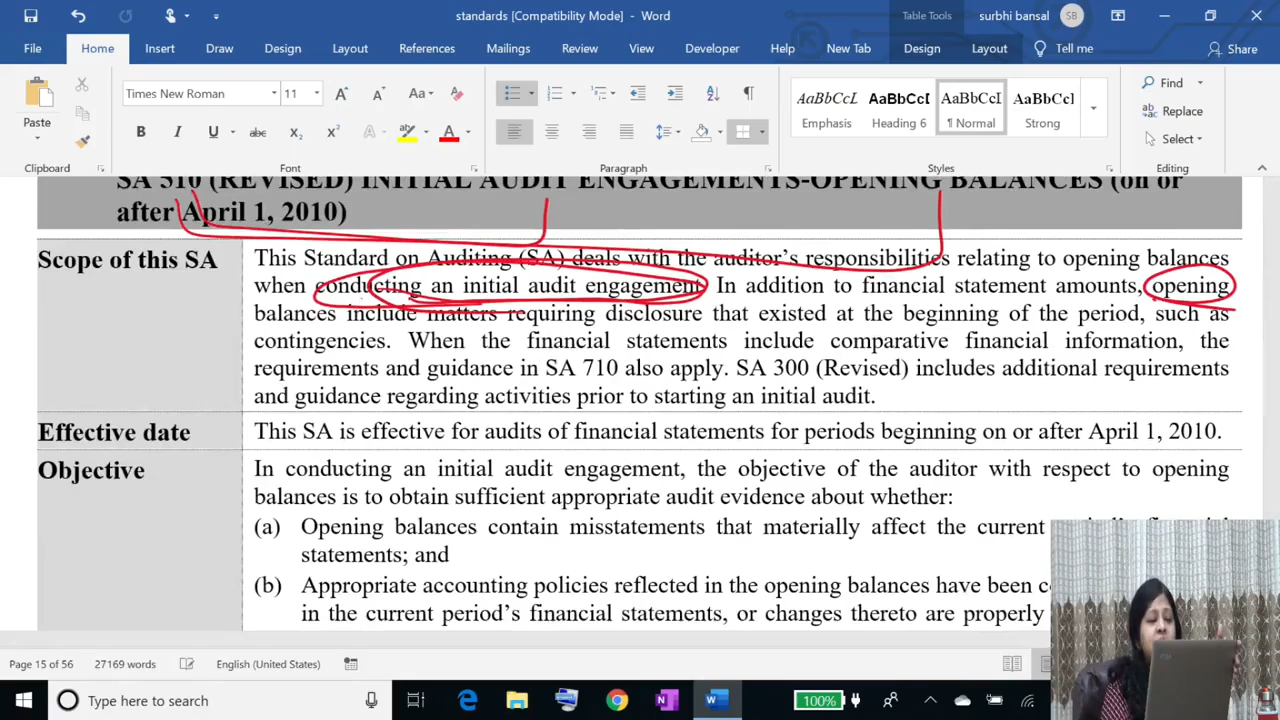 standards [Compatibility Mode] - Word
Table Tools
surbhi bansal
SB
File Home Insert Draw Design Layout References Mailings Review View Developer Help New Tab Design Layout Tell me Share
Times New Roman 11
Paste
Clipboard Font Paragraph Styles Editing
AaBbCcL AaBbCcL AaBbCcL AaBbCcl
Emphasis Heading 6 ¶ Normal Strong
Find
Replace
Select
SA 510 (REVISED) INITIAL AUDIT ENGAGEMENTS-OPENING BALANCES (on or
after April 1, 2010)
Scope of this SA
This Standard on Auditing (SA) deals with the auditor's responsibilities relating to opening balances
when conducting an initial audit engagement. In addition to financial statement amounts, opening
balances include matters requiring disclosure that existed at the beginning of the period, such as
contingencies. When the financial statements include comparative financial information, the
requirements and guidance in SA 710 also apply. SA 300 (Revised) includes additional requirements
and guidance regarding activities prior to starting an initial audit.
Effective date
This SA is effective for audits of financial statements for periods beginning on or after April 1, 2010.
Objective
In conducting an initial audit engagement, the objective of the auditor with respect to opening
balances is to obtain sufficient appropriate audit evidence about whether:
(a) Opening balances contain misstatements that materially affect the current
statements; and
(b) Appropriate accounting policies reflected in the opening balances have been
in the current period's financial statements, or changes thereto are properly
Page 15 of 56 27169 words English (United States)
Type here to search
100%